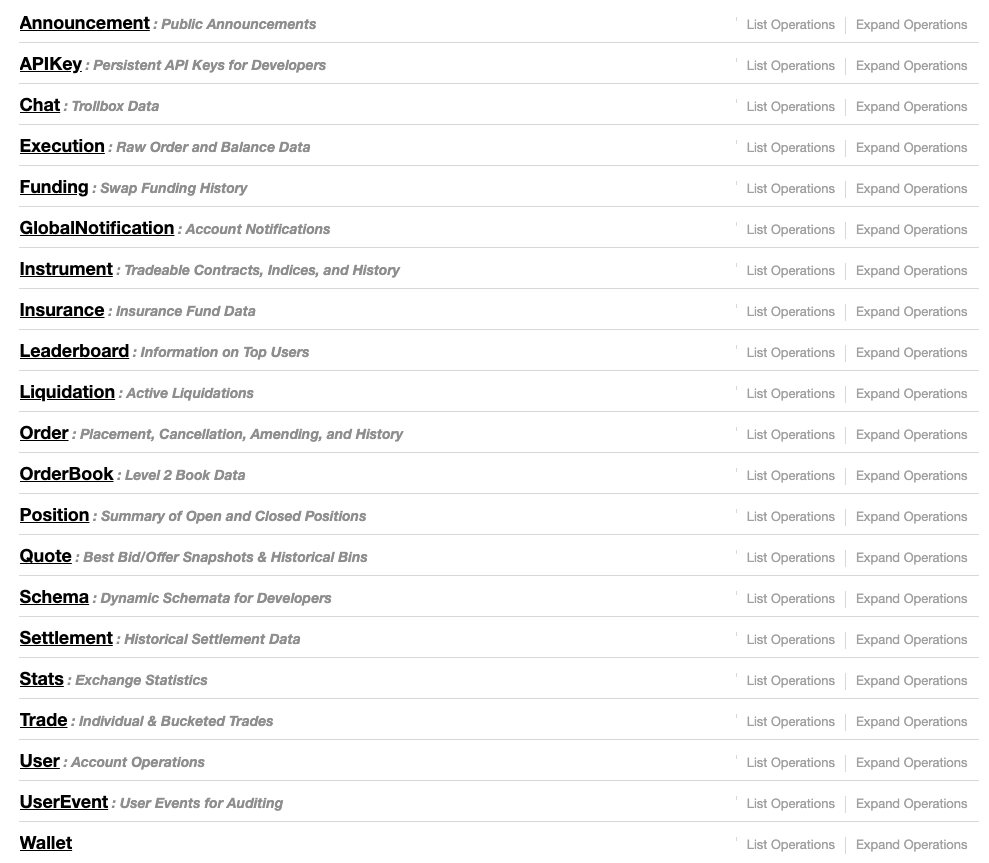 Announcement : Public Announcements List Operations Expand Operations
APIKey : Persistent API Keys for Developers List Operations Expand Operations
Chat : Trollbox Data List Operations Expand Operations
Execution : Raw Order and Balance Data List Operations Expand Operations
Funding : Swap Funding History List Operations Expand Operations
GlobalNotification : Account Notifications List Operations Expand Operations
Instrument : Tradeable Contracts, Indices, and History List Operations Expand Operations
Insurance : Insurance Fund Data List Operations Expand Operations
Leaderboard : Information on Top Users List Operations Expand Operations
Liquidation : Active Liquidations List Operations Expand Operations
Order : Placement, Cancellation, Amending, and History List Operations Expand Operations
OrderBook : Level 2 Book Data List Operations Expand Operations
Position : Summary of Open and Closed Positions List Operations Expand Operations
Quote : Best Bid/Offer Snapshots & Historical Bins List Operations Expand Operations
Schema : Dynamic Schemata for Developers List Operations Expand Operations
Settlement : Historical Settlement Data List Operations Expand Operations
Stats : Exchange Statistics List Operations Expand Operations
Trade : Individual & Bucketed Trades List Operations Expand Operations
User : Account Operations List Operations Expand Operations
UserEvent : User Events for Auditing List Operations Expand Operations
Wallet List Operations Expand Operations